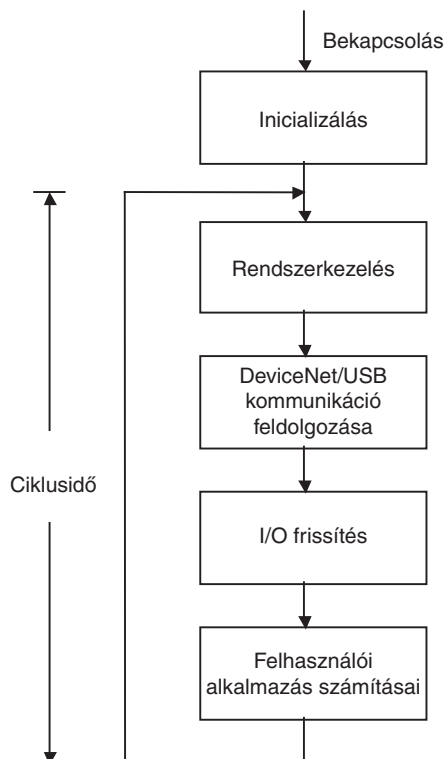 Bekapcsolás
Inicializálás
Rendszerkezelés
DeviceNet/USB
kommunikáció
feldolgozása
Ciklusidő
I/O frissítés
Felhasználói
alkalmazás számításai